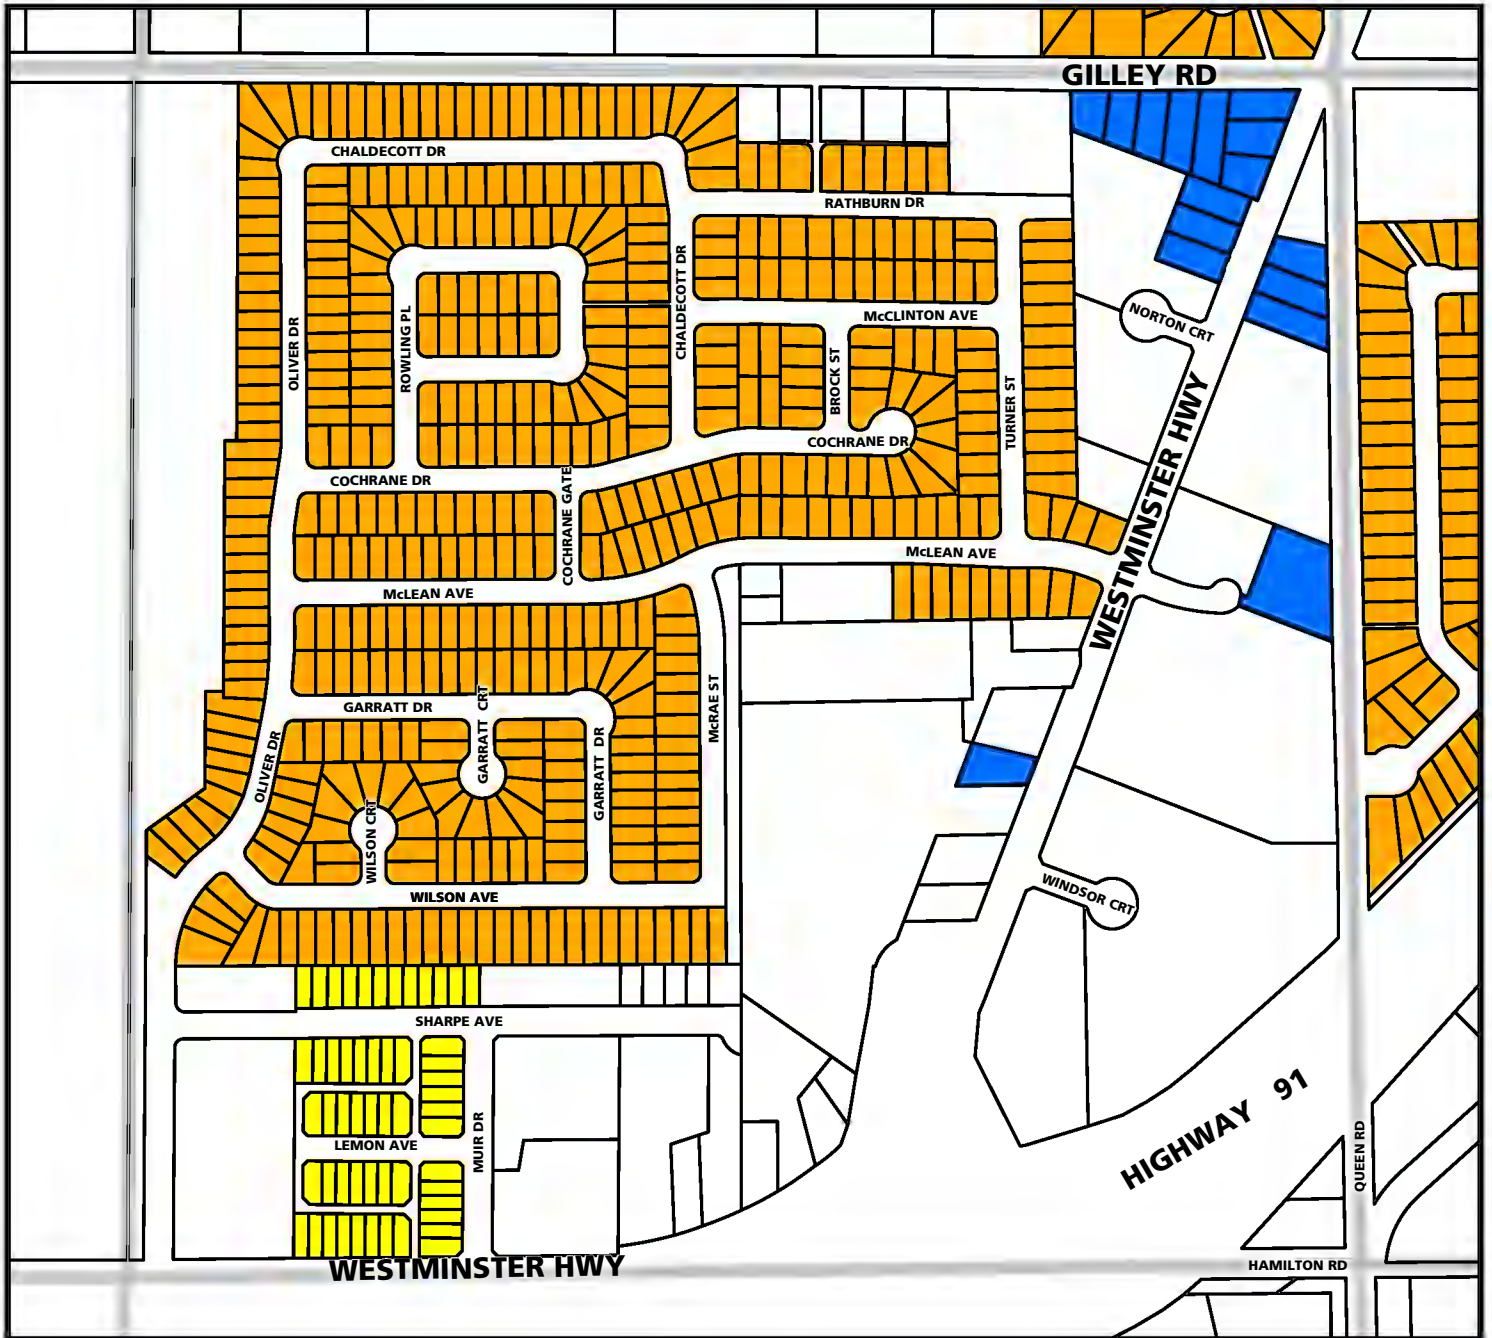 GILLEY RD
CHALDECOTT DR
RATHBURN DR
CHALDECOTT DR
OLIVER DR
ROWLING PL
McCLINTON AVE
NORTON CRT
BROCK ST
TURNER ST
COCHRANE DR
WESTMINSTER HWY
COCHRANE DR
COCHRANE GATE
McLEAN AVE
McLEAN AVE
McRAE ST
GARRATT DR
GARRATT CRT
OLIVER DR
GARRATT DR
WILSON CRT
WILSON AVE
WINDSOR CRT
SHARPE AVE
LEMON AVE
MUIR DR
HIGHWAY 91
QUEEN RD
WESTMINSTER HWY
HAMILTON RD